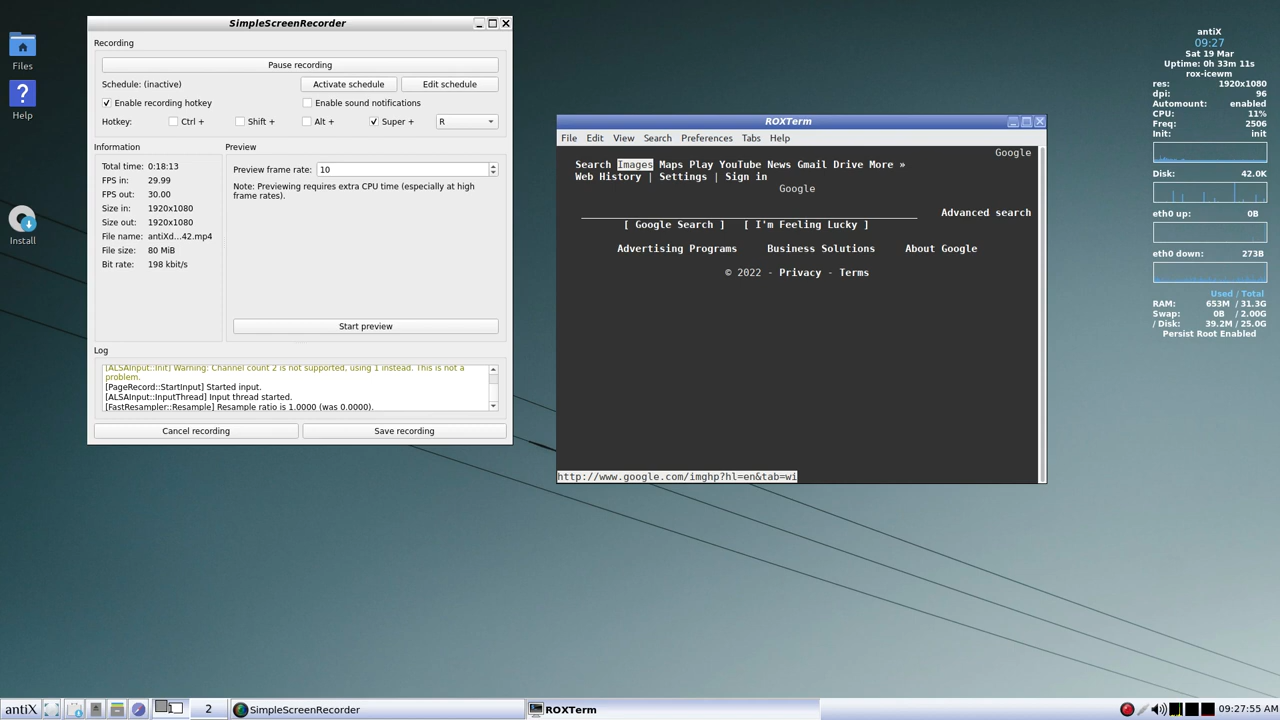 Files
Help
Install
SimpleScreenRecorder
Recording
Pause recording
Schedule: (inactive)
Activate schedule
Edit schedule
Enable recording hotkey
Enable sound notifications
Hotkey:
Ctrl +
Shift +
Alt +
Super +
R
Information
Total time: 0:18:13
FPS in: 29.99
FPS out: 30.00
Size in: 1920x1080
Size out: 1920x1080
File name: antiXd...42.mp4
File size: 80 MiB
Bit rate: 198 kbit/s
Preview
Preview frame rate: 10
Note: Previewing requires extra CPU time (especially at high
frame rates).
Start preview
Log
[ALSAInput::Init] Warning: Channel count 2 is not supported, using 1 instead. This is not a
problem.
[PageRecord::StartInput] Started input.
[ALSAInput::InputThread] Input thread started.
[FastResampler::Resample] Resample ratio is 1.0000 (was 0.0000).
Cancel recording
Save recording
ROXTerm
File Edit View Search Preferences Tabs Help
Google
Search Images Maps Play YouTube News Gmail Drive More »
Web History | Settings | Sign in
Google
Advanced search
[ Google Search ] [ I'm Feeling Lucky ]
Advertising Programs Business Solutions About Google
© 2022 - Privacy - Terms
http://www.google.com/imghp?hl=en&tab=wi
antiX
09:27
Sat 19 Mar
Uptime: 0h 33m 11s
rox-icewm
res: 1920x1080
dpi: 96
Automount: enabled
CPU: 11%
Freq: 2506
Init: init
Disk: 42.0K
eth0 up: 0B
eth0 down: 273B
Used / Total
RAM: 653M / 31.3G
Swap: 0B / 2.00G
/ Disk: 39.2M / 25.0G
Persist Root Enabled
antiX
1
2
SimpleScreenRecorder
ROXTerm
09:27:55 AM